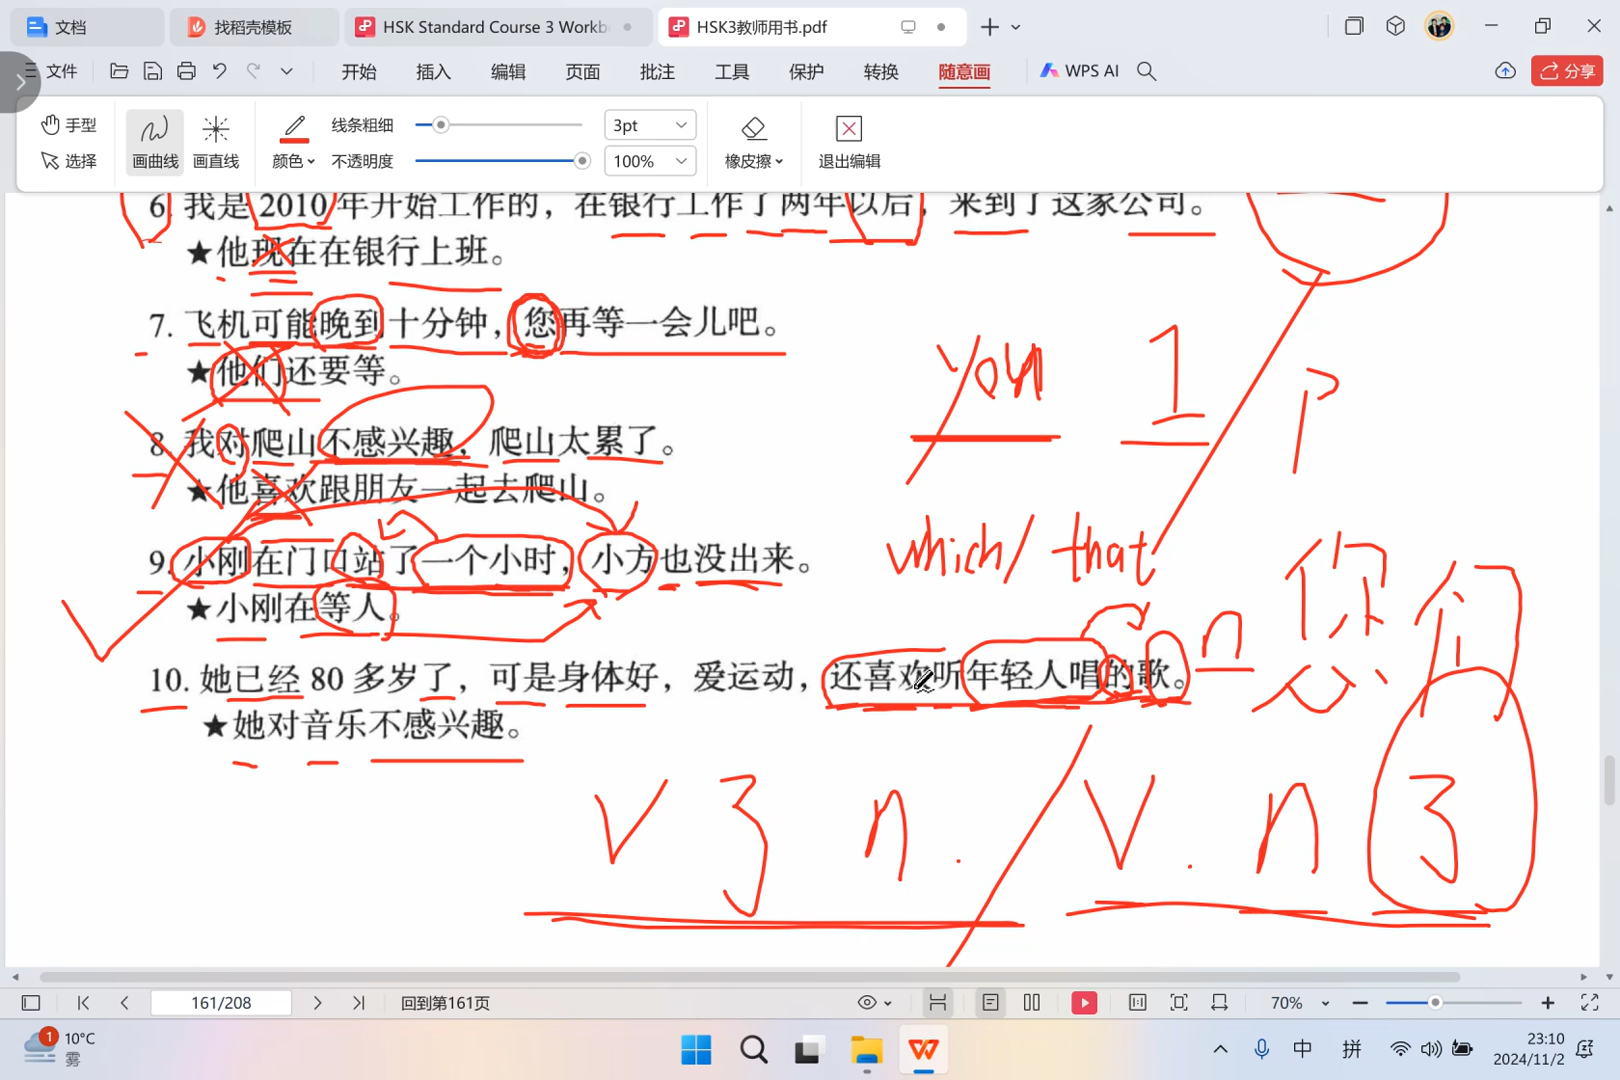 文档 找稻壳模板 HSK Standard Course 3 Workb HSK3教师用书.pdf
文件 开始 插入 编辑 页面 批注 工具 保护 转换 随意画 WPS AI 分享
手型 线条粗细 3pt
选择 画曲线 画直线 颜色 不透明度 100% 橡皮擦 退出编辑
6. 我是 2010 年开始工作的，在银行工作了两年以后，来到了这家公司。
★他现在在银行上班。
7. 飞机可能晚到十分钟，您再等一会儿吧。
★他们还要等。
you 1 P
8. 我对爬山不感兴趣，爬山太累了。
★他喜欢跟朋友一起去爬山。
which/ that
9. 小刚在门口站了一个小时，小方也没出来。
★小刚在等人。
您 们
n
10. 她已经 80 多岁了，可是身体好，爱运动，还喜欢听年轻人唱的歌。
★她对音乐不感兴趣。
V 3 n. / V. n 3
161/208 回到第161页 70%
1 10°C
雾
中 拼 23:10
2024/11/2